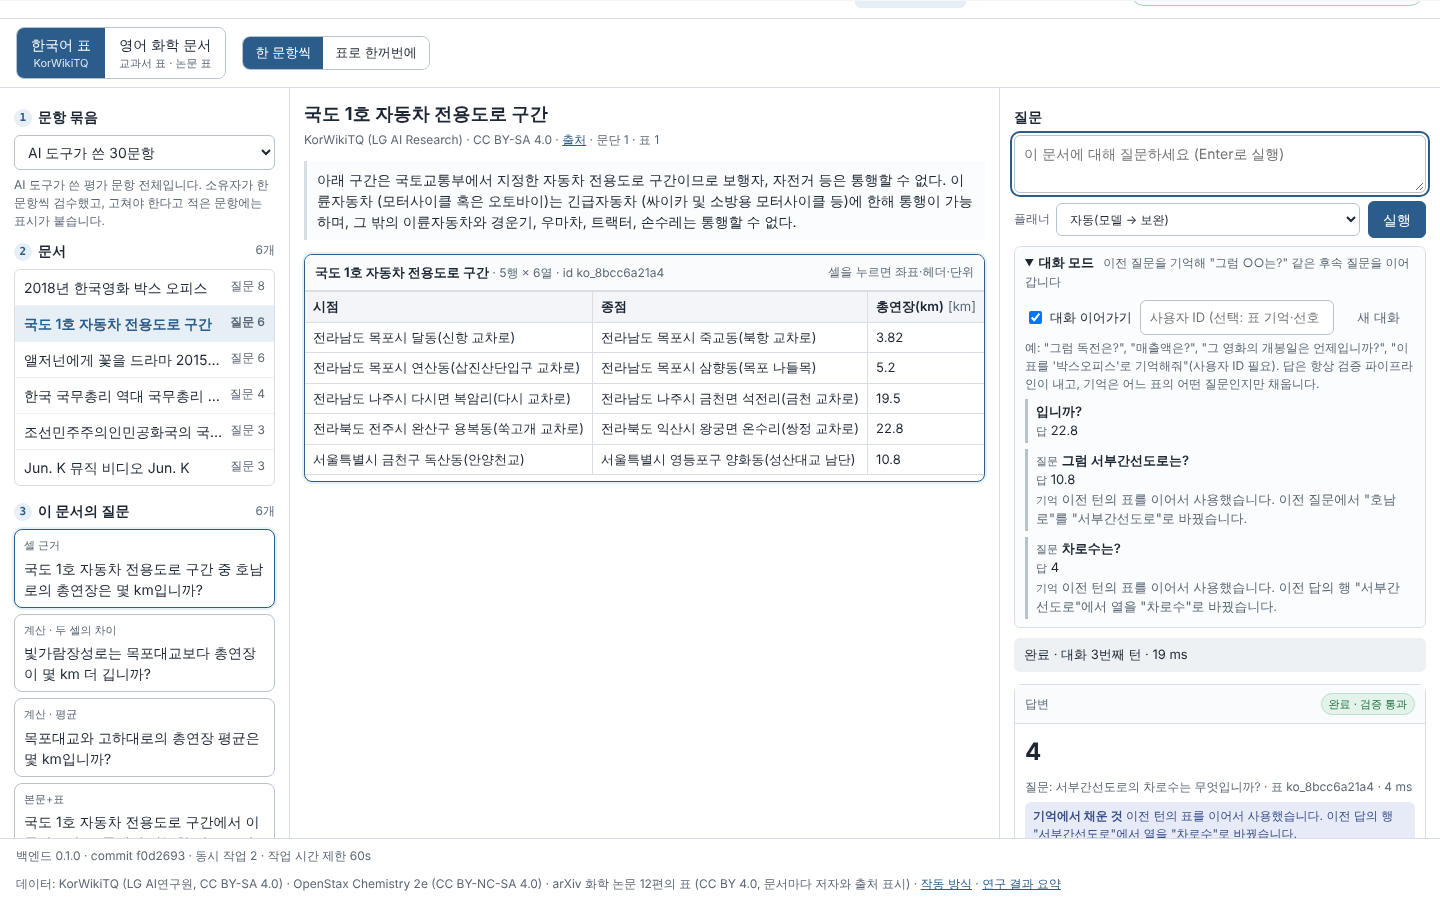 한국어 표
KorWikiTQ
영어 화학 문서
교과서 표 · 논문 표
한 문항씩
표로 한꺼번에
1 문항 묶음
AI 도구가 쓴 30문항
AI 도구가 쓴 평가 문항 전체입니다. 소유자가 한
문항씩 검수했고, 고쳐야 한다고 적은 문항에는
표시가 붙습니다.
2 문서 6개
2018년 한국영화 박스 오피스 질문 8
국도 1호 자동차 전용도로 구간 질문 6
앨저넌에게 꽃을 드라마 2015... 질문 6
한국 국무총리 역대 국무총리 ... 질문 4
조선민주주의인민공화국의 국... 질문 3
Jun. K 뮤직 비디오 Jun. K 질문 3
3 이 문서의 질문 6개
셀 근거
국도 1호 자동차 전용도로 구간 중 호남
로의 총연장은 몇 km입니까?
계산 · 두 셀의 차이
빛가람장성로는 목포대교보다 총연장
이 몇 km 더 깁니까?
계산 · 평균
목포대교와 고하대로의 총연장 평균은
몇 km입니까?
본문+표
국도 1호 자동차 전용도로 구간에서 이
국도 1호 자동차 전용도로 구간
KorWikiTQ (LG AI Research) · CC BY-SA 4.0 · 출처 · 문단 1 · 표 1
아래 구간은 국토교통부에서 지정한 자동차 전용도로 구간이므로 보행자, 자전거 등은 통행할 수 없다. 이
륜자동차 (모터사이클 혹은 오토바이)는 긴급자동차 (싸이카 및 소방용 모터사이클 등)에 한해 통행이 가능
하며, 그 밖의 이륜자동차와 경운기, 우마차, 트랙터, 손수레는 통행할 수 없다.
국도 1호 자동차 전용도로 구간 · 5행 × 6열 · id ko_8bcc6a21a4 셀을 누르면 좌표·헤더·단위
시점 종점 총연장(km) [km]
전라남도 목포시 달동(신항 교차로) 전라남도 목포시 죽교동(북항 교차로) 3.82
전라남도 목포시 연산동(삽진산단입구 교차로) 전라남도 목포시 삼향동(목포 나들목) 5.2
전라남도 나주시 다시면 복암리(다시 교차로) 전라남도 나주시 금천면 석전리(금천 교차로) 19.5
전라북도 전주시 완산구 용복동(쑥고개 교차로) 전라북도 익산시 왕궁면 온수리(쌍정 교차로) 22.8
서울특별시 금천구 독산동(안양천교) 서울특별시 영등포구 양화동(성산대교 남단) 10.8
질문
이 문서에 대해 질문하세요 (Enter로 실행)
플래너 자동(모델 → 보완) 실행
▼ 대화 모드 이전 질문을 기억해 "그럼 ○○는?" 같은 후속 질문을 이어
갑니다
대화 이어가기 사용자 ID (선택: 표 기억·선호 새 대화
예: "그럼 독전은?", "매출액은?", "그 영화의 개봉일은 언제입니까?", "이
표를 '박스오피스'로 기억해줘"(사용자 ID 필요). 답은 항상 검증 파이프라
인이 내고, 기억은 어느 표의 어떤 질문인지만 채웁니다.
입니까?
답 22.8
질문 그럼 서부간선도로는?
답 10.8
기억 이전 턴의 표를 이어서 사용했습니다. 이전 질문에서 "호남
로"를 "서부간선도로"로 바꿨습니다.
질문 차로수는?
답 4
기억 이전 턴의 표를 이어서 사용했습니다. 이전 답의 행 "서부간
선도로"에서 열을 "차로수"로 바꿨습니다.
완료 · 대화 3번째 턴 · 19 ms
답변 완료 · 검증 통과
4
질문: 서부간선도로의 차로수는 무엇입니까? · 표 ko_8bcc6a21a4 · 4 ms
기억에서 채운 것 이전 턴의 표를 이어서 사용했습니다. 이전 답의 행
"서부간선도로"에서 열을 "차로수"로 바꿨습니다.
백엔드 0.1.0 · commit f0d2693 · 동시 작업 2 · 작업 시간 제한 60s
데이터: KorWikiTQ (LG AI연구원, CC BY-SA 4.0) · OpenStax Chemistry 2e (CC BY-NC-SA 4.0) · arXiv 화학 논문 12편의 표 (CC BY 4.0, 문서마다 저자와 출처 표시) · 작동 방식 · 연구 결과 요약